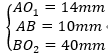 AO₁ = 14mm
AB = 10mm
BO₂ = 40mm